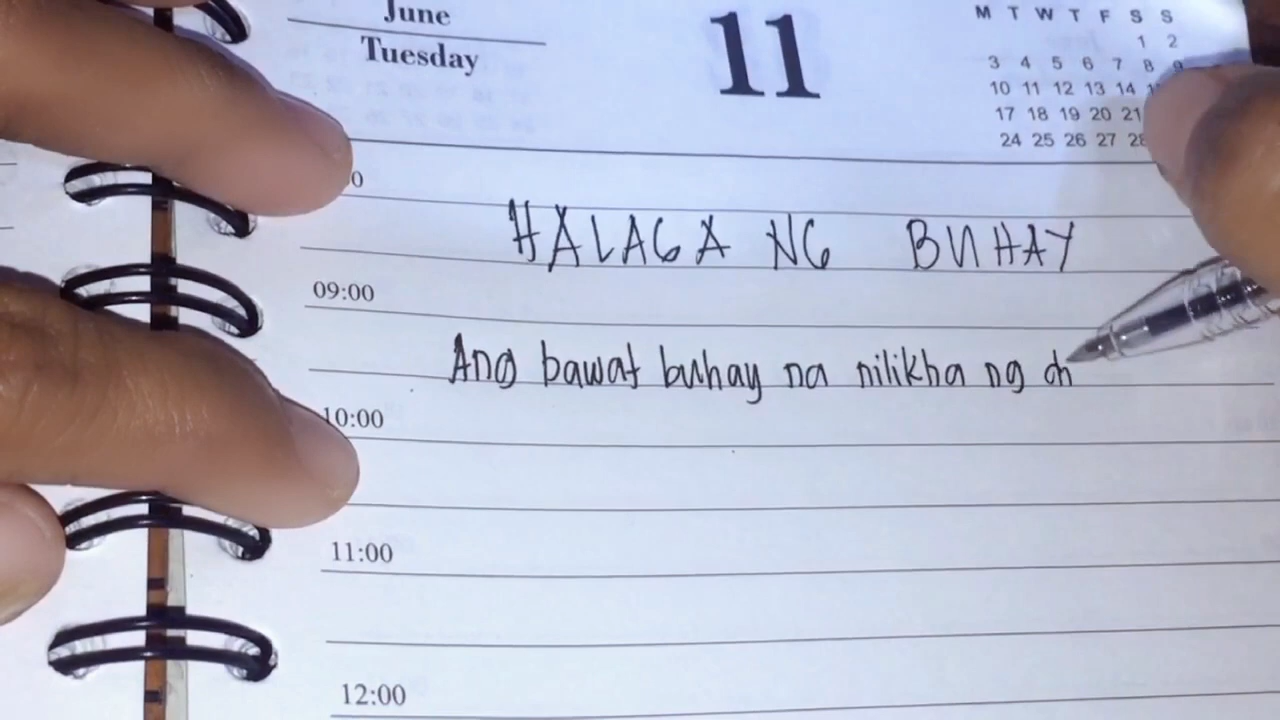 June
Tuesday
11
M T W T F S S
1 2
3 4 5 6 7 8 9
10 11 12 13 14
17 18 19 20 21
24 25 26 27 28
HALAGA NG BUHAY
09:00
Ang bawat buhay na nilikha ng
10:00
11:00
12:00